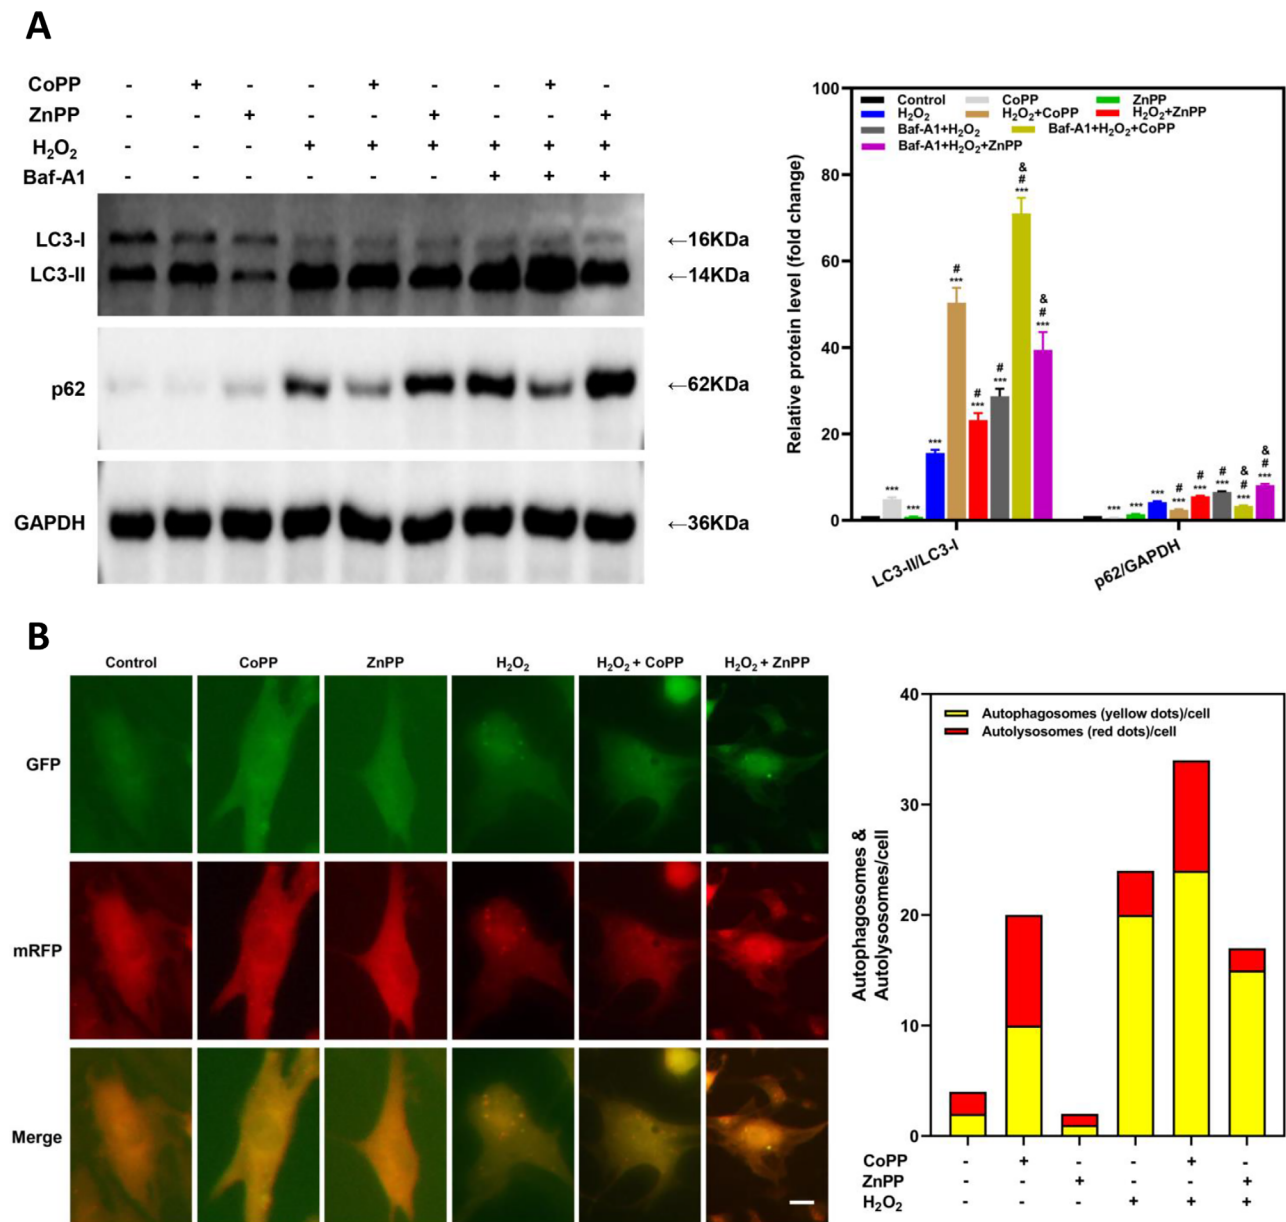 A
CoPP - + - - + - - + -
ZnPP - - + - - + - - +
H₂O₂ - - - + + + + + +
Baf-A1 - - - - - - + + +
LC3-I ←16KDa
LC3-II ←14KDa
p62 ←62KDa
GAPDH ←36KDa
Relative protein level (fold change)
100
80
60
40
20
0
Control CoPP ZnPP
H₂O₂ H₂O₂+CoPP H₂O₂+ZnPP
Baf-A1+H₂O₂ Baf-A1+H₂O₂+CoPP
Baf-A1+H₂O₂+ZnPP
***
***
***
#
***
#
***
#
***
&
#
***
&
#
***
***
***
***
#
***
#
***
#
***
&
#
***
&
#
***
LC3-II/LC3-I
p62/GAPDH
B
Control CoPP ZnPP H₂O₂ H₂O₂ + CoPP H₂O₂ + ZnPP
GFP
mRFP
Merge
Autophagosomes &
Autolysosomes/cell
40
30
20
10
0
Autophagosomes (yellow dots)/cell
Autolysosomes (red dots)/cell
CoPP - + - - + -
ZnPP - - + - - +
H₂O₂ - - - + + +